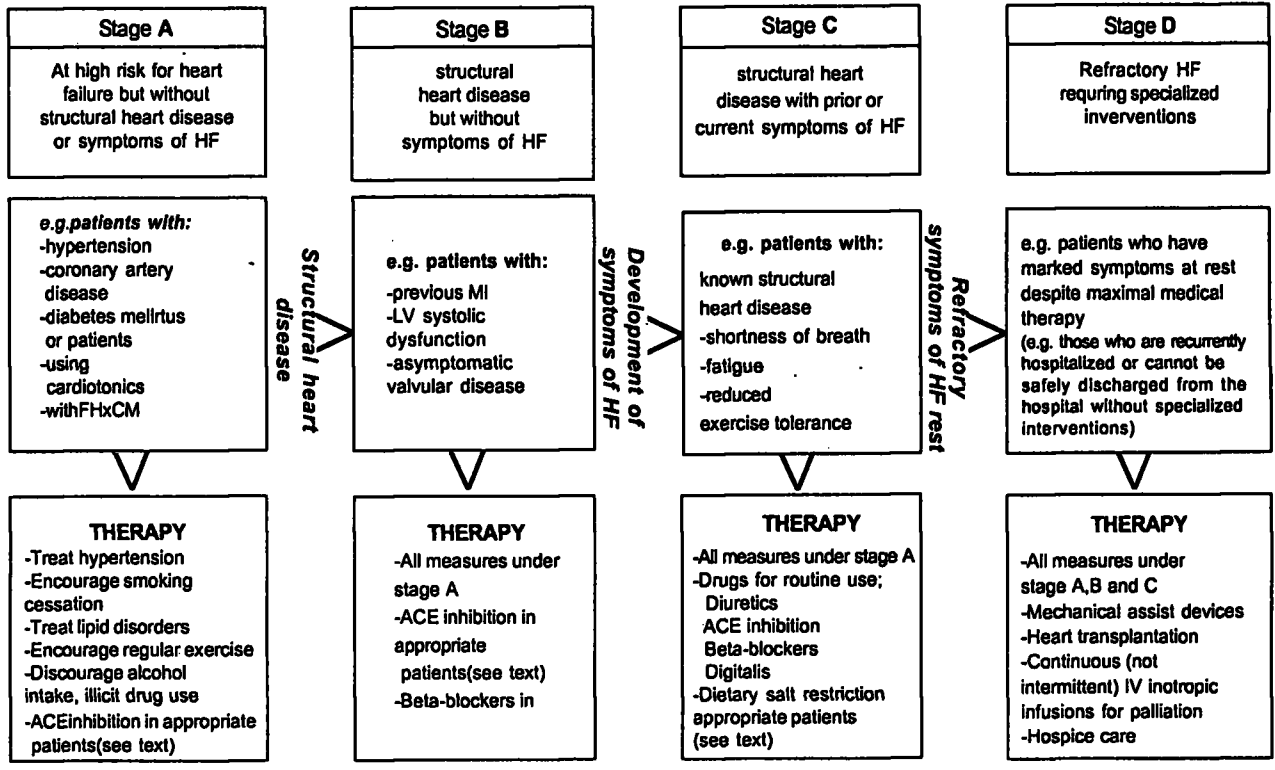 Stage A
At high risk for heart
failure but without
structural heart disease
or symptoms of HF
e.g.patients with:
-hypertension
-coronary artery
disease
-diabetes mellrtus
or patients
-using
cardiotonics
-withFHxCM
THERAPY
-Treat hypertension
-Encourage smoking
cessation
-Treat lipid disorders
-Encourage regular exercise
-Discourage alcohol
intake, illicit drug use
-ACEinhibition in appropriate
patients(see text)
Structural heart
disease
Stage B
structural
heart disease
but without
symptoms of HF
e.g. patients with:
-previous MI
-LV systolic
dysfunction
-asymptomatic
valvular disease
THERAPY
-All measures under
stage A
-ACE inhibition in
appropriate
patients(see text)
-Beta-blockers in
Development of
symptoms of HF
Stage C
structural heart
disease with prior or
current symptoms of HF
e.g. patients with:
known structural
heart disease
-shortness of breath
-fatigue
-reduced
exercise tolerance
THERAPY
-All measures under stage A
-Drugs for routine use;
Diuretics
ACE inhibition
Beta-blockers
Digitalis
-Dietary salt restriction
appropriate patients
(see text)
Refractory
symptoms of HF rest
Stage D
Refractory HF
requring specialized
inverventions
e.g. patients who have
marked symptoms at rest
despite maximal medical
therapy
(e.g. those who are recurrently
hospitalized or cannot be
safely discharged from the
hospital without specialized
interventions)
THERAPY
-All measures under
stage A,B and C
-Mechanical assist devices
-Heart transplantation
-Continuous (not
intermittent) IV inotropic
infusions for palliation
-Hospice care